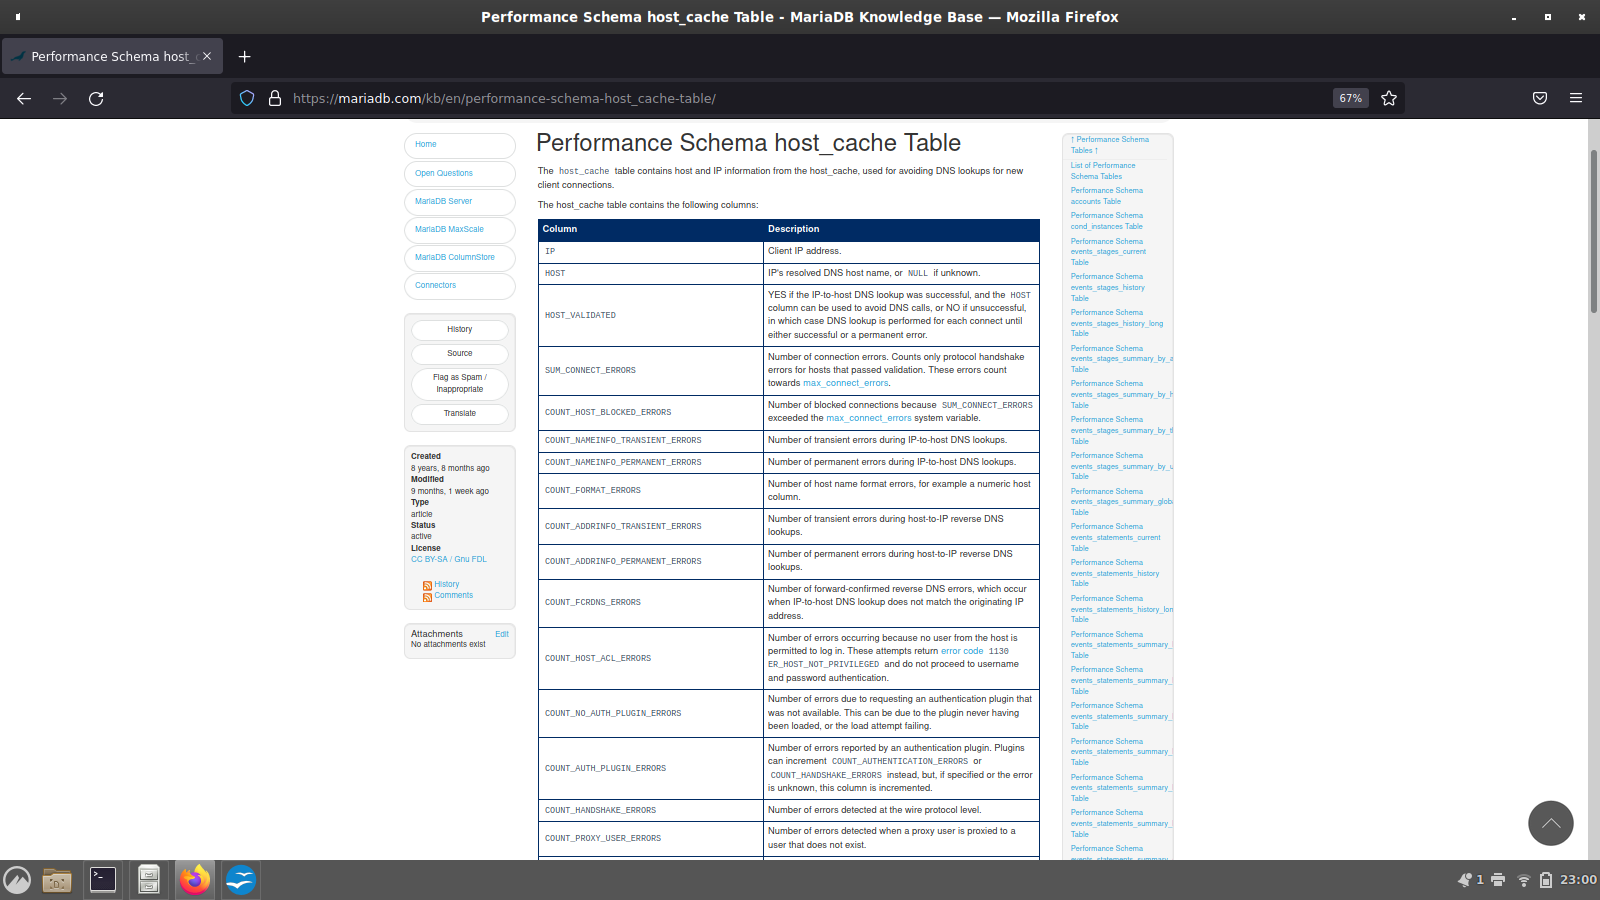 Performance Schema host_cache Table - MariaDB Knowledge Base — Mozilla Firefox
Performance Schema host_c
https://mariadb.com/kb/en/performance-schema-host_cache-table/
67%
Home
Open Questions
MariaDB Server
MariaDB MaxScale
MariaDB ColumnStore
Connectors
History
Source
Flag as Spam /
Inappropriate
Translate
Created
8 years, 8 months ago
Modified
9 months, 1 week ago
Type
article
Status
active
License
CC BY-SA / Gnu FDL
History
Comments
Attachments Edit
No attachments exist
Performance Schema host_cache Table
The host_cache table contains host and IP information from the host_cache, used for avoiding DNS lookups for new
client connections.
The host_cache table contains the following columns:
Column Description
IP Client IP address.
HOST IP's resolved DNS host name, or NULL if unknown.
HOST_VALIDATED YES if the IP-to-host DNS lookup was successful, and the HOST
column can be used to avoid DNS calls, or NO if unsuccessful,
in which case DNS lookup is performed for each connect until
either successful or a permanent error.
SUM_CONNECT_ERRORS Number of connection errors. Counts only protocol handshake
errors for hosts that passed validation. These errors count
towards max_connect_errors.
COUNT_HOST_BLOCKED_ERRORS Number of blocked connections because SUM_CONNECT_ERRORS
exceeded the max_connect_errors system variable.
COUNT_NAMEINFO_TRANSIENT_ERRORS Number of transient errors during IP-to-host DNS lookups.
COUNT_NAMEINFO_PERMANENT_ERRORS Number of permanent errors during IP-to-host DNS lookups.
COUNT_FORMAT_ERRORS Number of host name format errors, for example a numeric host
column.
COUNT_ADDRINFO_TRANSIENT_ERRORS Number of transient errors during host-to-IP reverse DNS
lookups.
COUNT_ADDRINFO_PERMANENT_ERRORS Number of permanent errors during host-to-IP reverse DNS
lookups.
COUNT_FCRDNS_ERRORS Number of forward-confirmed reverse DNS errors, which occur
when IP-to-host DNS lookup does not match the originating IP
address.
COUNT_HOST_ACL_ERRORS Number of errors occurring because no user from the host is
permitted to log in. These attempts return error code 1130
ER_HOST_NOT_PRIVILEGED and do not proceed to username
and password authentication.
COUNT_NO_AUTH_PLUGIN_ERRORS Number of errors due to requesting an authentication plugin that
was not available. This can be due to the plugin never having
been loaded, or the load attempt failing.
COUNT_AUTH_PLUGIN_ERRORS Number of errors reported by an authentication plugin. Plugins
can increment COUNT_AUTHENTICATION_ERRORS or
COUNT_HANDSHAKE_ERRORS instead, but, if specified or the error
is unknown, this column is incremented.
COUNT_HANDSHAKE_ERRORS Number of errors detected at the wire protocol level.
COUNT_PROXY_USER_ERRORS Number of errors detected when a proxy user is proxied to a
user that does not exist.
↑ Performance Schema
Tables ↑
List of Performance
Schema Tables
Performance Schema
accounts Table
Performance Schema
cond_instances Table
Performance Schema
events_stages_current
Table
Performance Schema
events_stages_history
Table
Performance Schema
events_stages_history_long
Table
Performance Schema
events_stages_summary_by_a
Table
Performance Schema
events_stages_summary_by_h
Table
Performance Schema
events_stages_summary_by_t
Table
Performance Schema
events_stages_summary_by_u
Table
Performance Schema
events_stages_summary_globa
Table
Performance Schema
events_statements_current
Table
Performance Schema
events_statements_history
Table
Performance Schema
events_statements_history_lon
Table
Performance Schema
events_statements_summary_
Table
Performance Schema
events_statements_summary_
Table
Performance Schema
events_statements_summary_
Table
Performance Schema
events_statements_summary_
Table
Performance Schema
events_statements_summary_
Table
Performance Schema
events_statements_summary_
Table
Performance Schema
events_statements_summary_
1
23:00